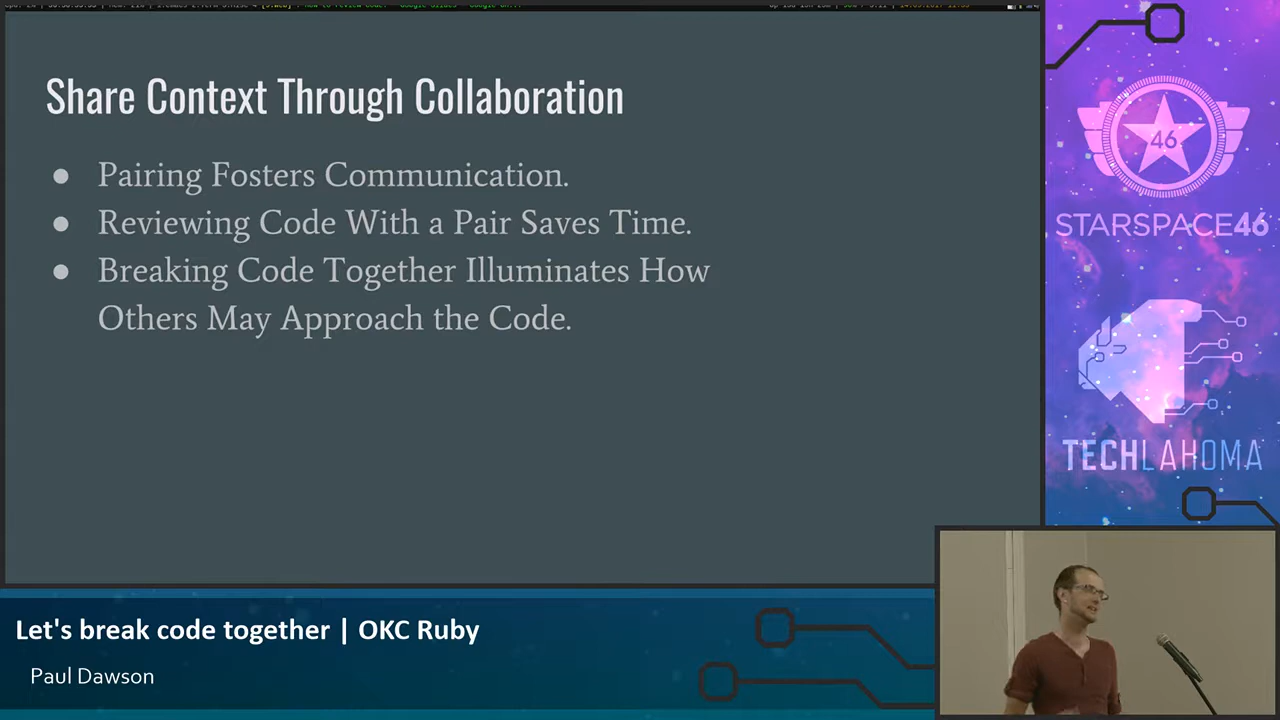 Share Context Through Collaboration
● Pairing Fosters Communication.
● Reviewing Code With a Pair Saves Time.
● Breaking Code Together Illuminates How
Others May Approach the Code.
46
STARSPACE46
TECHLAHOMA
Let's break code together | OKC Ruby
Paul Dawson